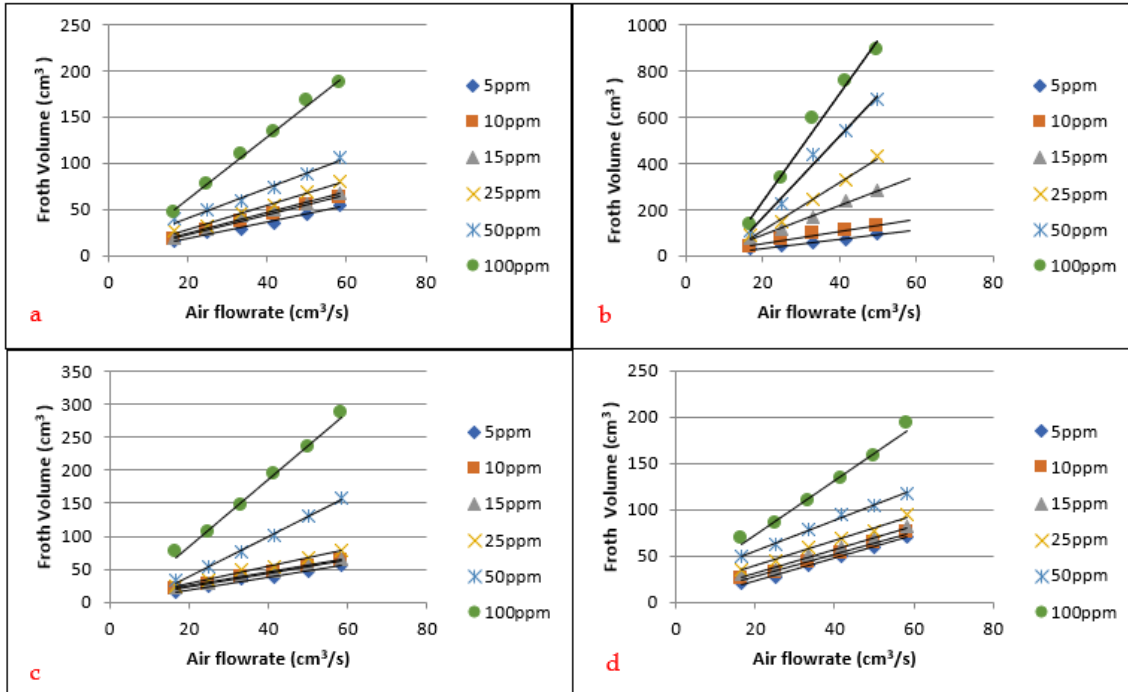 250
200
150
100
50
0
0 20 40 60 80
Froth Volume (cm³)
Air flowrate (cm³/s)
5ppm
10ppm
15ppm
25ppm
50ppm
100ppm
a
1000
800
600
400
200
0
0 20 40 60 80
Froth Volume (cm³ )
Air flowrate (cm³/s)
5ppm
10ppm
15ppm
25ppm
50ppm
100ppm
b
350
300
250
200
150
100
50
0
0 20 40 60 80
Froth Volume (cm³ )
Air flowrate (cm³/s)
5ppm
10ppm
15ppm
25ppm
50ppm
100ppm
c
250
200
150
100
50
0
0 20 40 60 80
Froth Volume (cm³ )
Air flowrate (cm³/s)
5ppm
10ppm
15ppm
25ppm
50ppm
100ppm
d